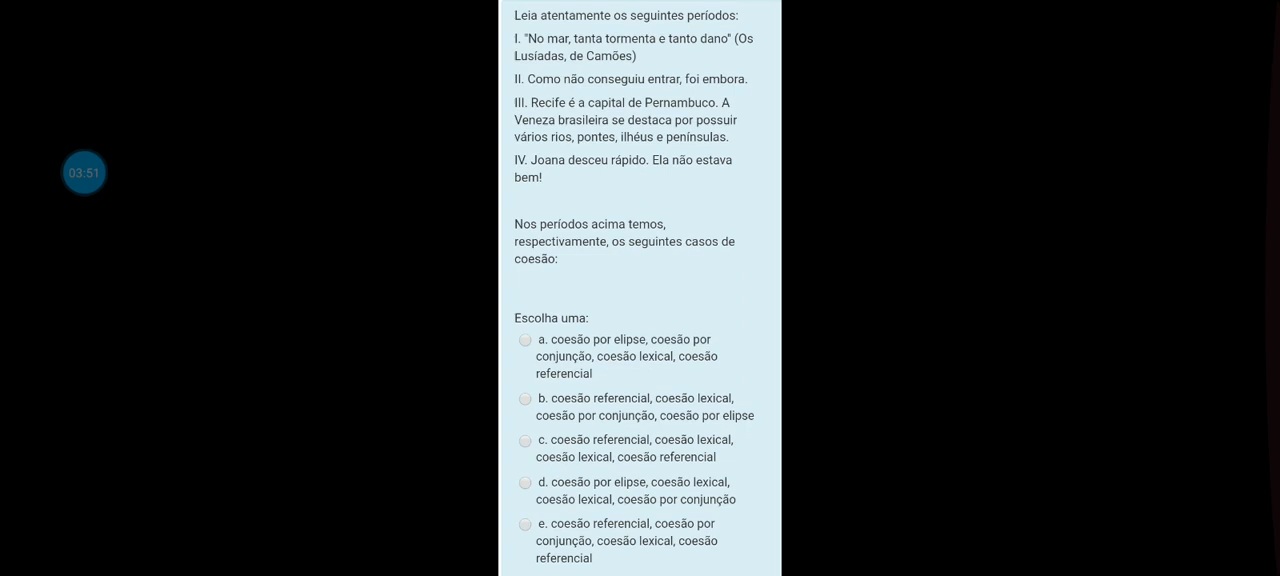 Leia atentamente os seguintes períodos:
I. "No mar, tanta tormenta e tanto dano" (Os
Lusíadas, de Camões)
II. Como não conseguiu entrar, foi embora.
III. Recife é a capital de Pernambuco. A
Veneza brasileira se destaca por possuir
vários rios, pontes, ilhéus e penínsulas.
IV. Joana desceu rápido. Ela não estava
bem!
03:51
Nos períodos acima temos,
respectivamente, os seguintes casos de
coesão:
Escolha uma:
a. coesão por elipse, coesão por
conjunção, coesão lexical, coesão
referencial
b. coesão referencial, coesão lexical,
coesão por conjunção, coesão por elipse
c. coesão referencial, coesão lexical,
coesão lexical, coesão referencial
d. coesão por elipse, coesão lexical,
coesão lexical, coesão por conjunção
e. coesão referencial, coesão por
conjunção, coesão lexical, coesão
referencial